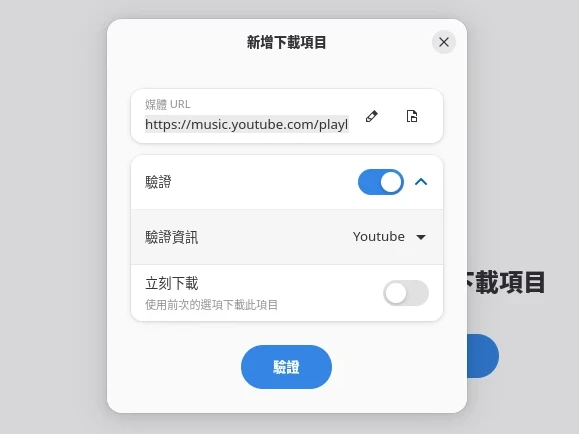 新增下載項目
媒體 URL
https://music.youtube.com/playl
驗證
驗證資訊
Youtube
立刻下載
使用前次的選項下載此項目
下載項目
驗證